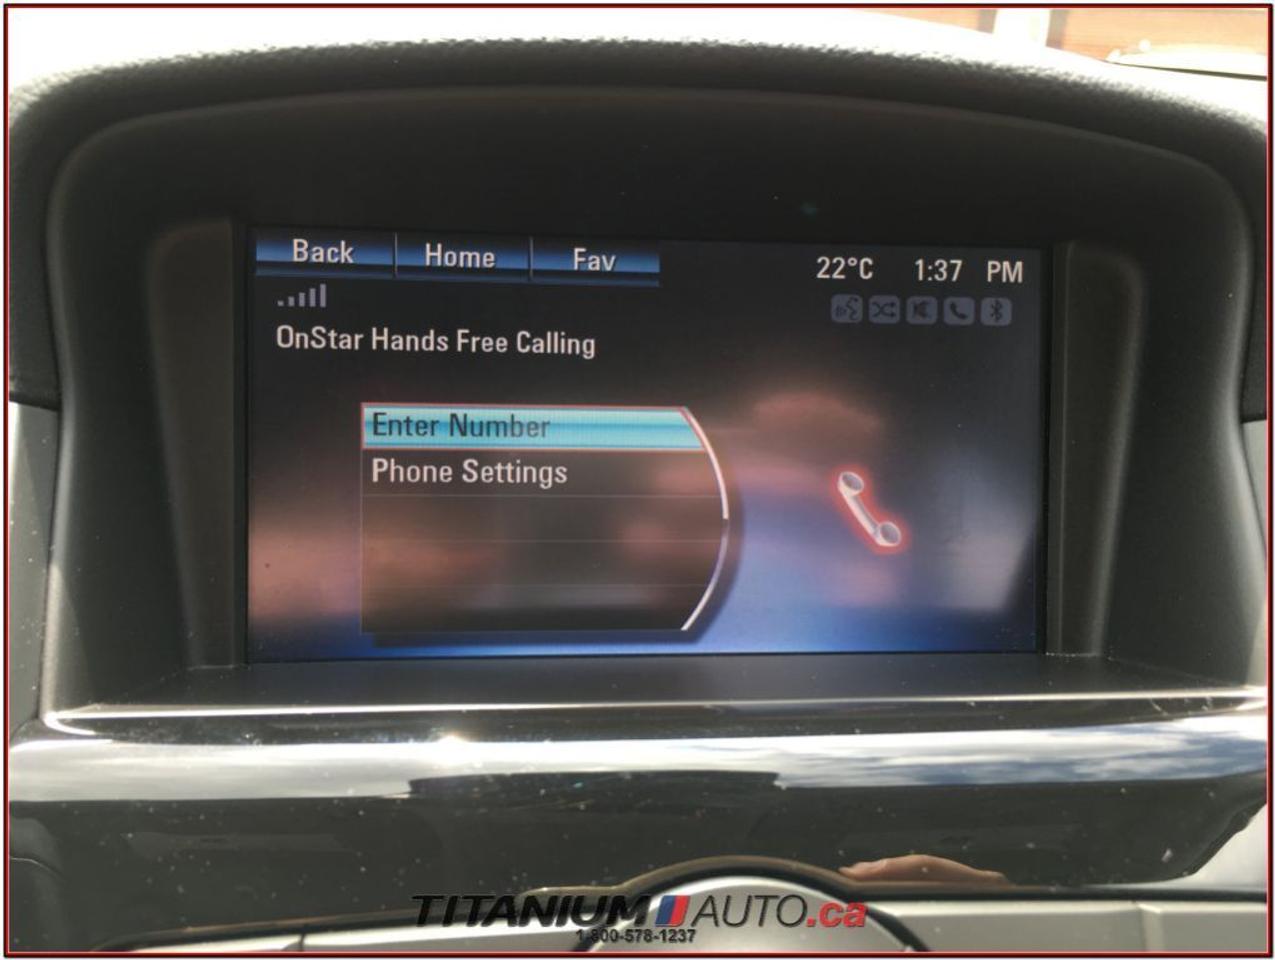 Back Home Fav 22°C 1:37 PM
OnStar Hands Free Calling
Enter Number
Phone Settings
TITANIUM AUTO.ca
1-800-578-1237